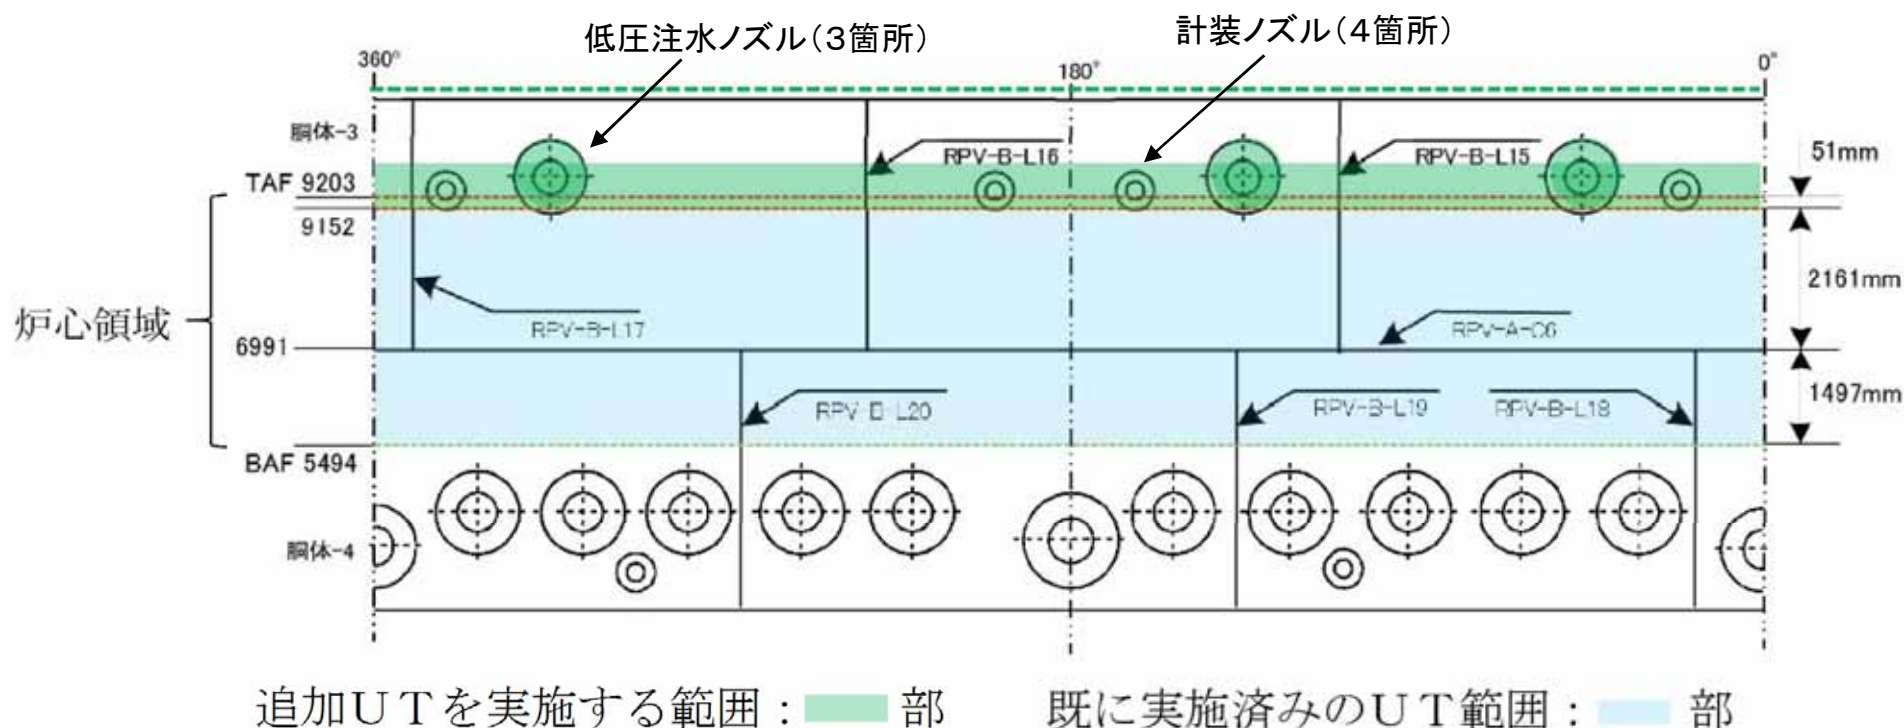 低圧注水ノズル（３箇所）
計装ノズル（４箇所）
360°
180°
0°
胴体-3
RPV-B-L16
RPV-B-L15
51mm
TAF 9203
9152
2161mm
炉心領域
RPV-B-L17
RPV-A-C6
6991
1497mm
RPV-B-L20
RPV-B-L19
RPV-B-L18
BAF 5494
胴体-4
追加ＵＴを実施する範囲： 部
既に実施済みのＵＴ範囲： 部